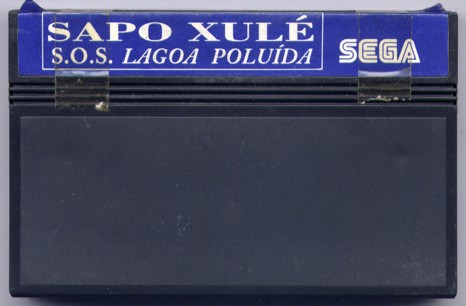 SAPO XULÉ
S.O.S. LAGOA POLUÍDA
SEGA